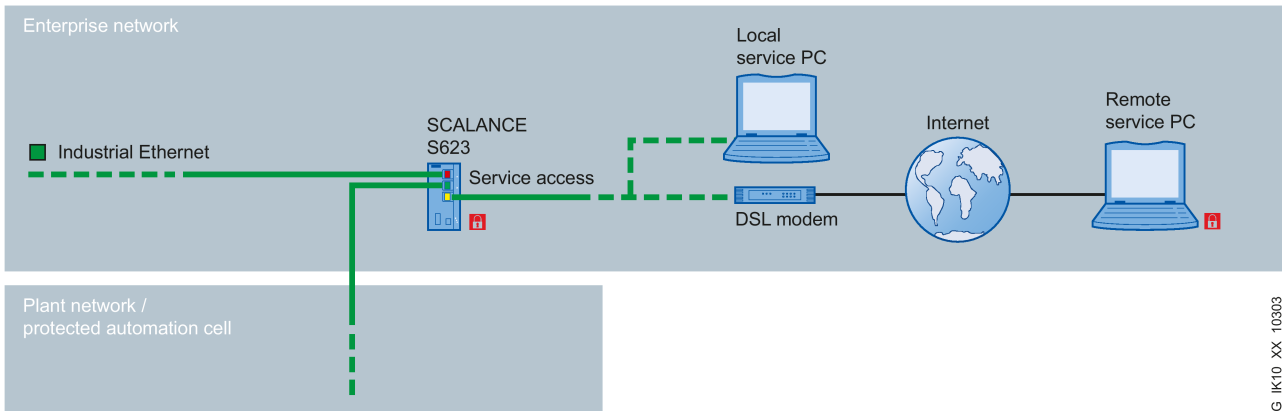 Enterprise network
Local
service PC
Remote
service PC
Internet
SCALANCE
S623
Industrial Ethernet
Service access
DSL modem
Plant network /
protected automation cell
G_IK10_XX_10303